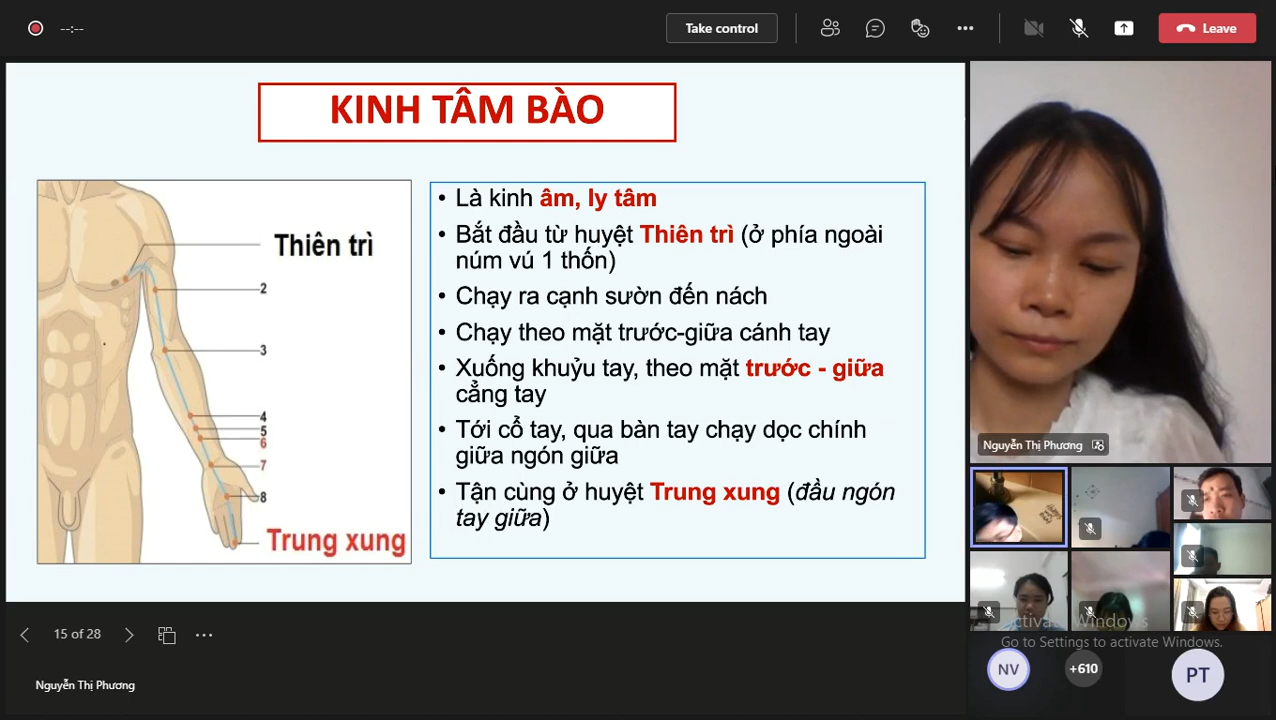 --:--
Take control
Leave
KINH TÂM BÀO
Thiên trì
2
3
4
5
6
7
8
Trung xung
• Là kinh âm, ly tâm
• Bắt đầu từ huyệt Thiên trì (ở phía ngoài
núm vú 1 thốn)
• Chạy ra cạnh sườn đến nách
• Chạy theo mặt trước-giữa cánh tay
• Xuống khuỷu tay, theo mặt trước - giữa
cẳng tay
• Tới cổ tay, qua bàn tay chạy dọc chính
giữa ngón giữa
• Tận cùng ở huyệt Trung xung (đầu ngón
tay giữa)
Nguyễn Thị Phương
15 of 28
Nguyễn Thị Phương
Activate Windows
Go to Settings to activate Windows.
NV
+610
PT